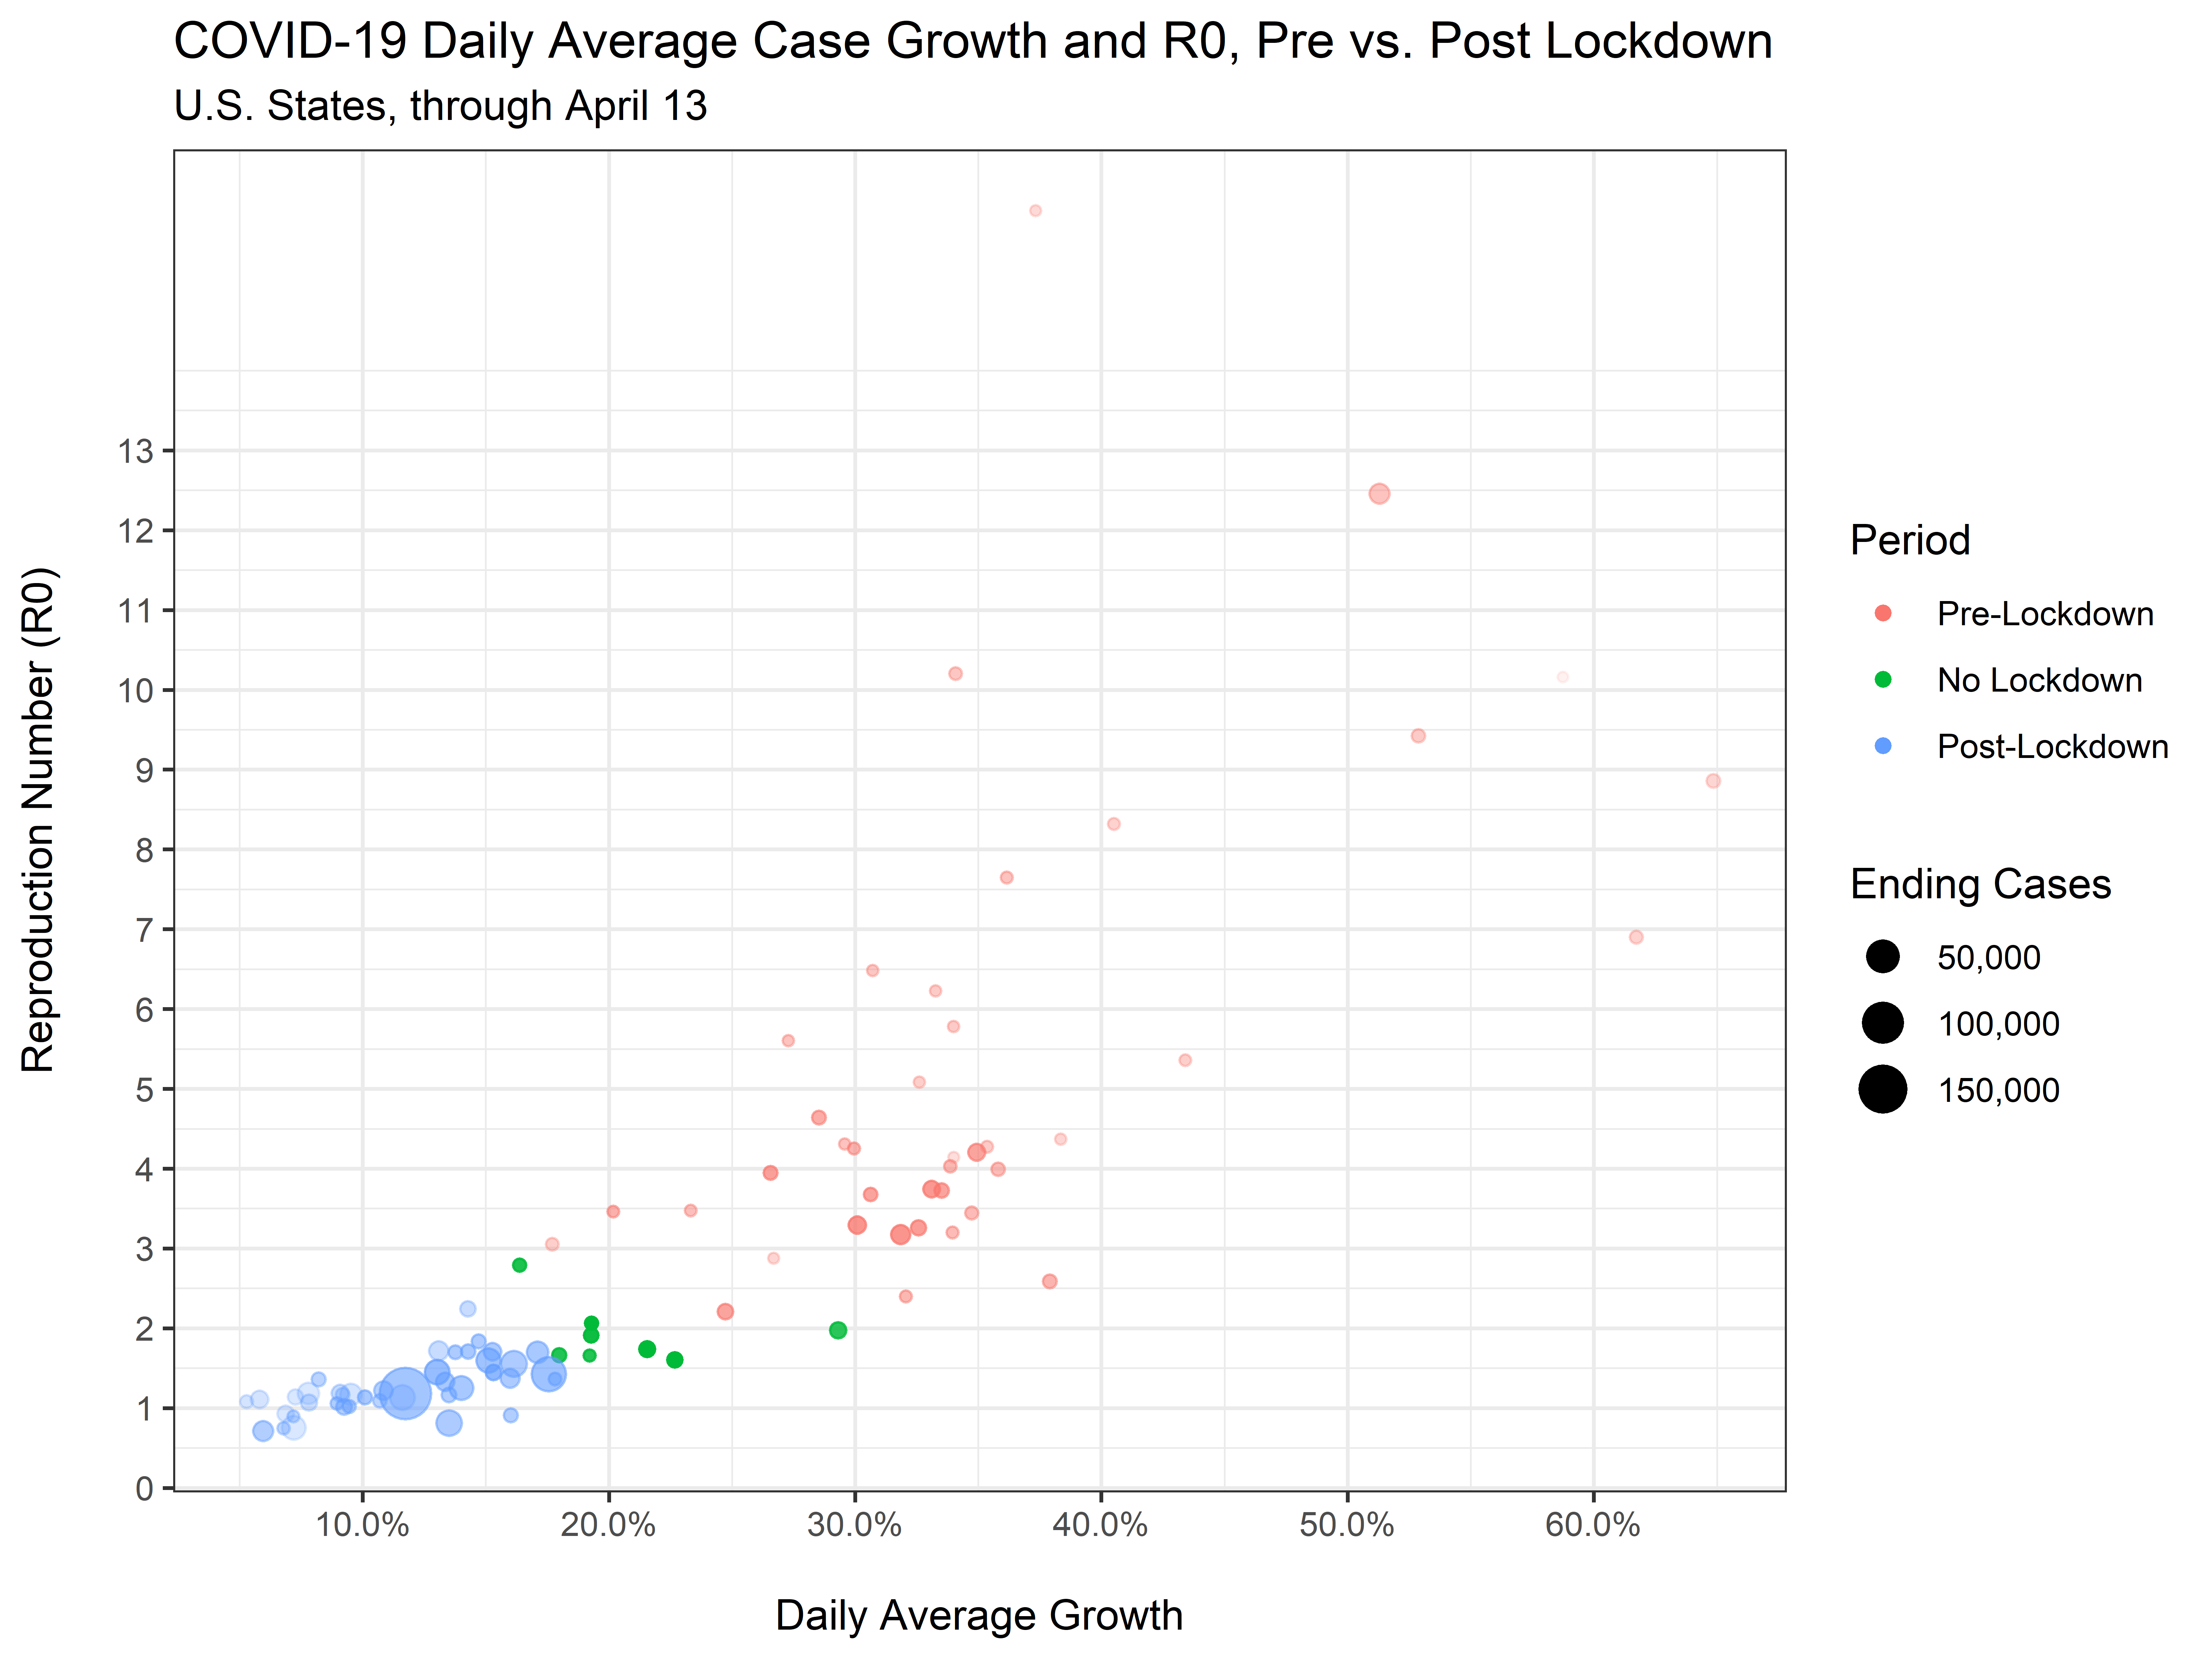 COVID-19 Daily Average Case Growth and R0, Pre vs. Post Lockdown
U.S. States, through April 13
Reproduction Number (R0)
13
12
11
10
9
8
7
6
5
4
3
2
1
0
10.0%
20.0%
30.0%
40.0%
50.0%
60.0%
Daily Average Growth
Period
Pre-Lockdown
No Lockdown
Post-Lockdown
Ending Cases
50,000
100,000
150,000